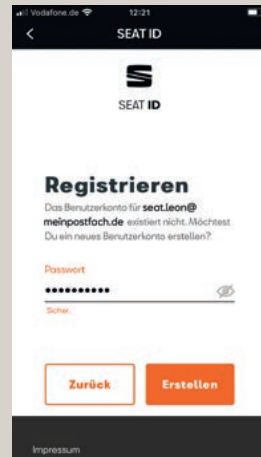 Vodafone.de 12:21
SEAT ID
SEAT ID
Registrieren
Das Benutzerkonto für seat.leon@
meinpostfach.de existiert nicht. Möchtest
Du ein neues Benutzerkonto erstellen?
Passwort
••••••••••
Sicher.
Zurück Erstellen
Impressum